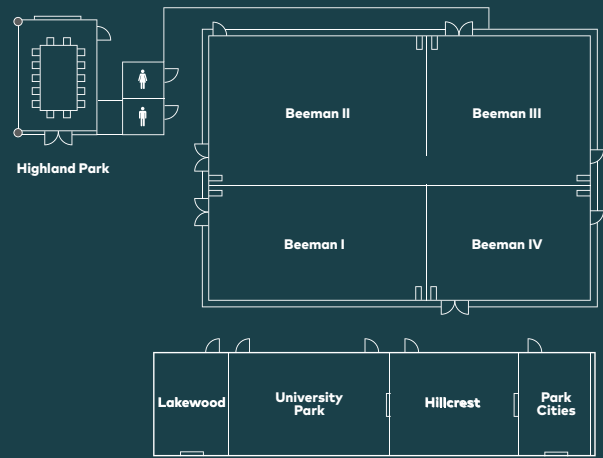 Beeman II
Beeman III
Highland Park
Beeman I
Beeman IV
Lakewood
University
Park
Hillcrest
Park
Cities